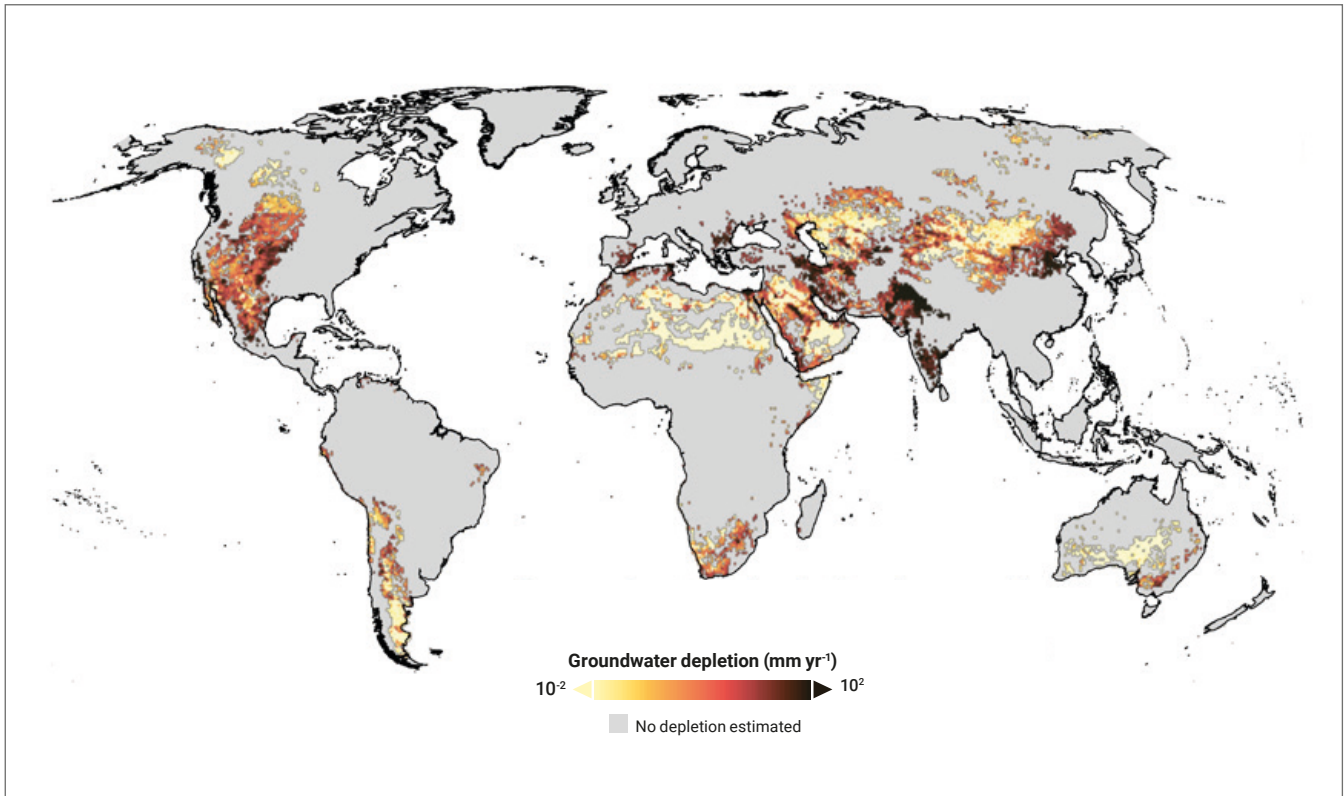 Groundwater depletion (mm yr⁻¹)
10⁻² 10²
No depletion estimated